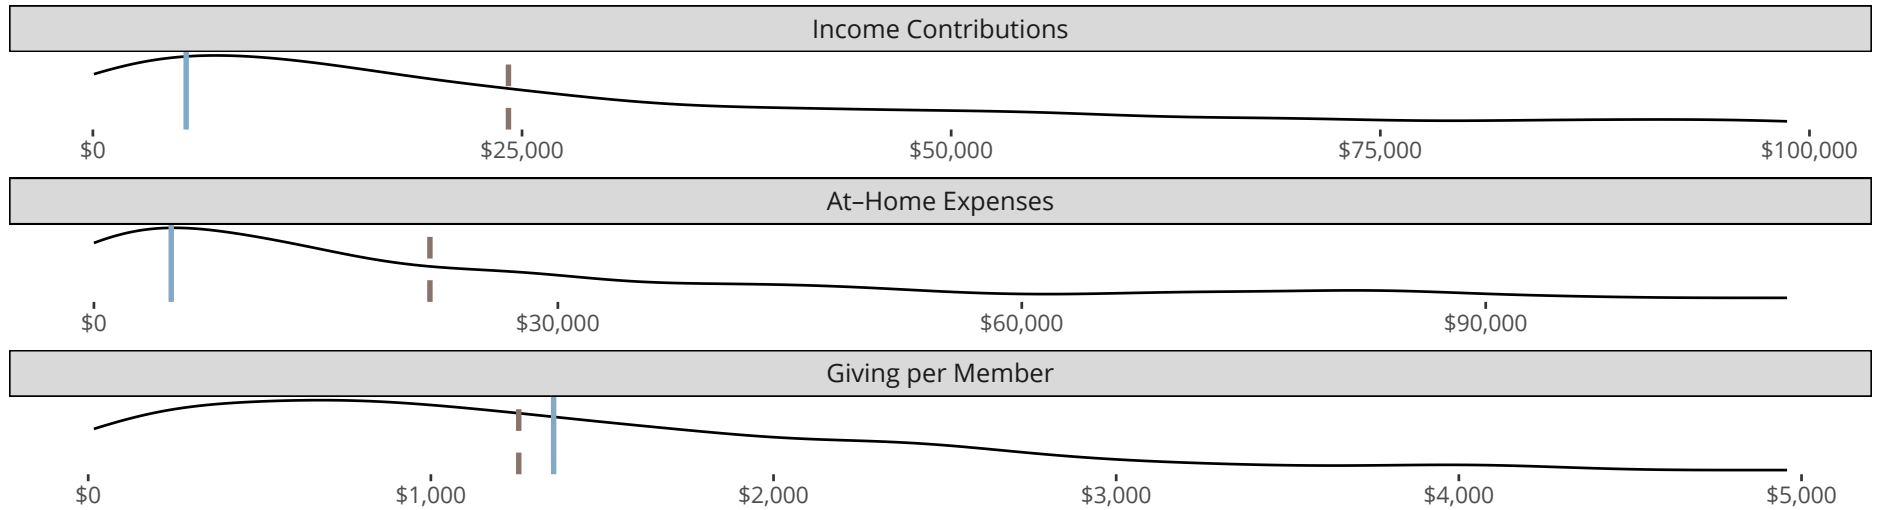 Income Contributions
$0 $25,000 $50,000 $75,000 $100,000
At–Home Expenses
$0 $30,000 $60,000 $90,000
Giving per Member
$0 $1,000 $2,000 $3,000 $4,000 $5,000